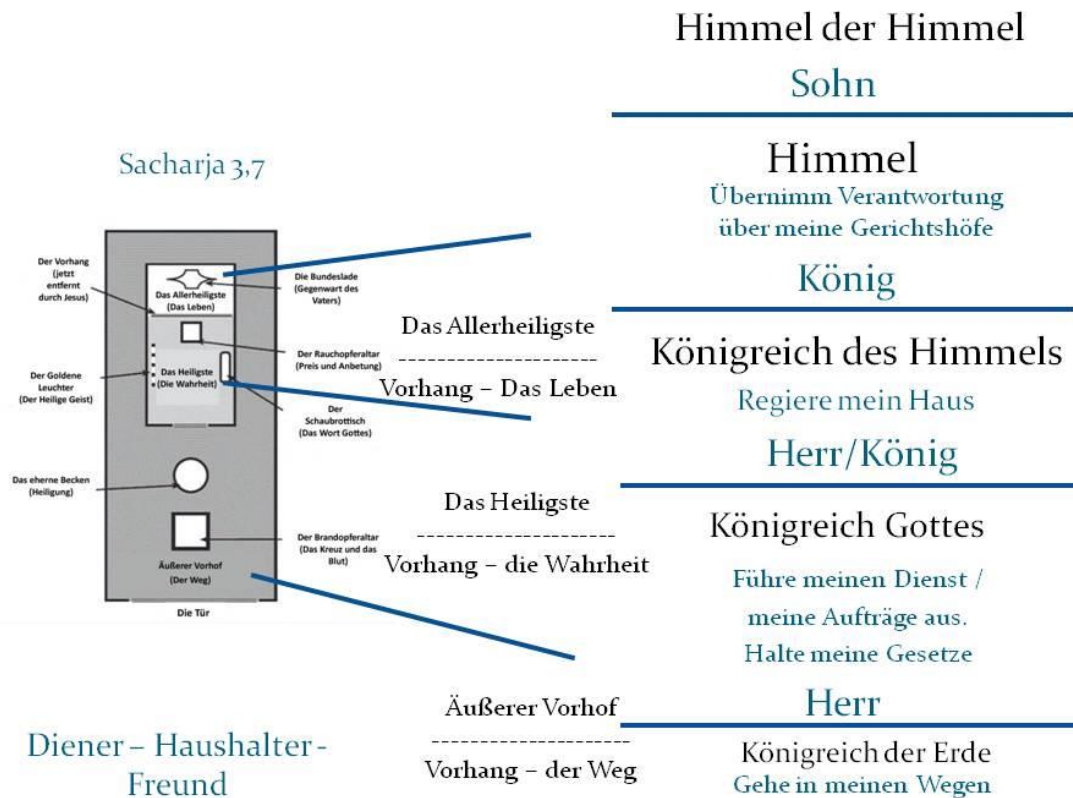 Sacharja 3,7
Der Vorhang
(jetzt
entfernt
durch Jesus)
Das Allerheiligste
(Das Leben)
Die Bundeslade
(Gegenwart des
Vaters)
Der Goldene
Leuchter
(Der Heilige Geist)
Das Heiligste
(Die Wahrheit)
Der Rauchopferaltar
(Preis und Anbetung)
Der
Schaubrottisch
(Das Wort Gottes)
Das eherne Becken
(Heiligung)
Der Brandopferaltar
(Das Kreuz und das
Blut)
Äußerer Vorhof
(Der Weg)
Die Tür
Diener – Haushalter -
Freund
Das Allerheiligste
---------------------
Vorhang – Das Leben
Das Heiligste
---------------------
Vorhang – die Wahrheit
Äußerer Vorhof
---------------------
Vorhang – der Weg
Himmel der Himmel
Sohn
Himmel
Übernimm Verantwortung
über meine Gerichtshöfe
König
Königreich des Himmels
Regiere mein Haus
Herr/König
Königreich Gottes
Führe meinen Dienst /
meine Aufträge aus.
Halte meine Gesetze
Herr
Königreich der Erde
Gehe in meinen Wegen